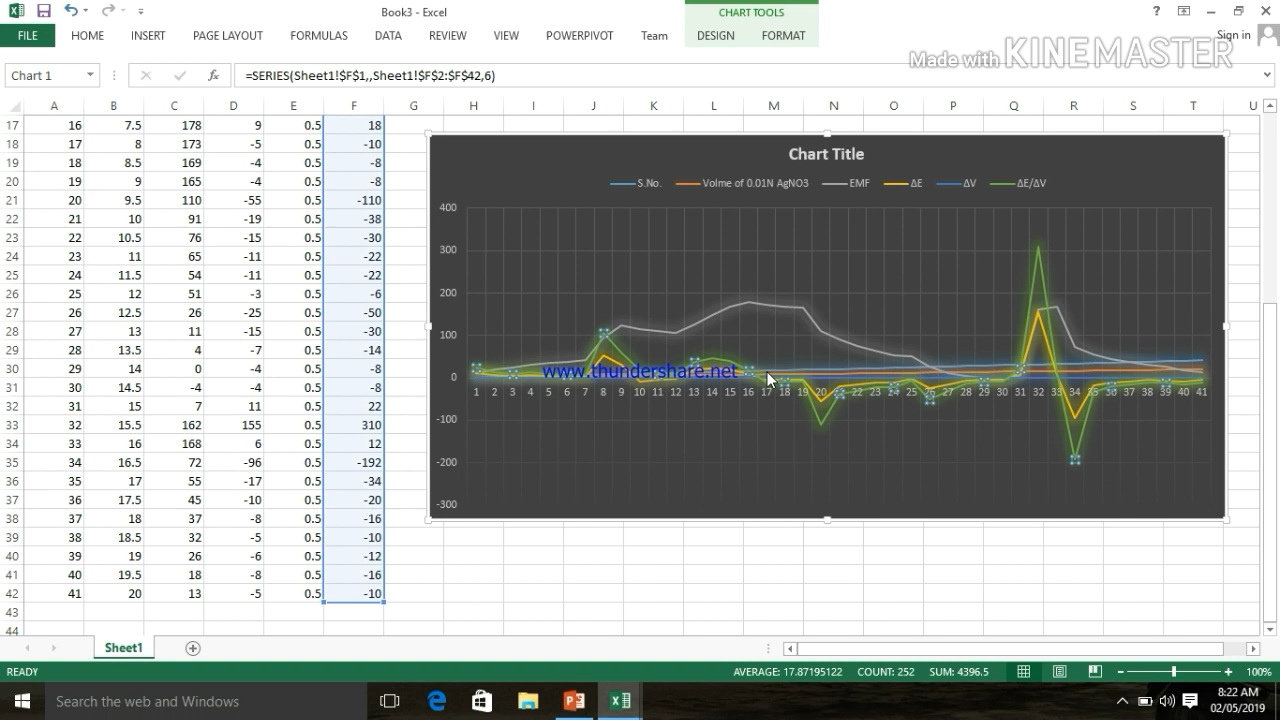 Book3 - Excel
CHART TOOLS
?
FILE HOME INSERT PAGE LAYOUT FORMULAS DATA REVIEW VIEW POWERPIVOT Team DESIGN FORMAT Sign in
Made with KINEMASTER
Chart 1 fx =SERIES(Sheet1!$F$1,,Sheet1!$F$2:$F$42,6)
A B C D E F G H I J K L M N O P Q R S T U
17 16 7.5 178 9 0.5 18
18 17 8 173 -5 0.5 -10
19 18 8.5 169 -4 0.5 -8
20 19 9 165 -4 0.5 -8
21 20 9.5 110 -55 0.5 -110
22 21 10 91 -19 0.5 -38
23 22 10.5 76 -15 0.5 -30
24 23 11 65 -11 0.5 -22
25 24 11.5 54 -11 0.5 -22
26 25 12 51 -3 0.5 -6
27 26 12.5 26 -25 0.5 -50
28 27 13 11 -15 0.5 -30
29 28 13.5 4 -7 0.5 -14
30 29 14 0 -4 0.5 -8
31 30 14.5 -4 -4 0.5 -8
32 31 15 7 11 0.5 22
33 32 15.5 162 155 0.5 310
34 33 16 168 6 0.5 12
35 34 16.5 72 -96 0.5 -192
36 35 17 55 -17 0.5 -34
37 36 17.5 45 -10 0.5 -20
38 37 18 37 -8 0.5 -16
39 38 18.5 32 -5 0.5 -10
40 39 19 26 -6 0.5 -12
41 40 19.5 18 -8 0.5 -16
42 41 20 13 -5 0.5 -10
43
44
Chart Title
S.No. Volme of 0.01N AgNO3 EMF ΔE ΔV ΔE/ΔV
400
300
200
100
0
-100
-200
-300
www.thundershare.net
1 2 3 4 5 6 7 8 9 10 11 12 13 14 15 16 17 18 19 20 21 22 23 24 25 26 27 28 29 30 31 32 33 34 35 36 37 38 39 40 41
Sheet1
READY AVERAGE: 17.87195122 COUNT: 252 SUM: 4396.5 100%
Search the web and Windows
8:22 AM
02/05/2019